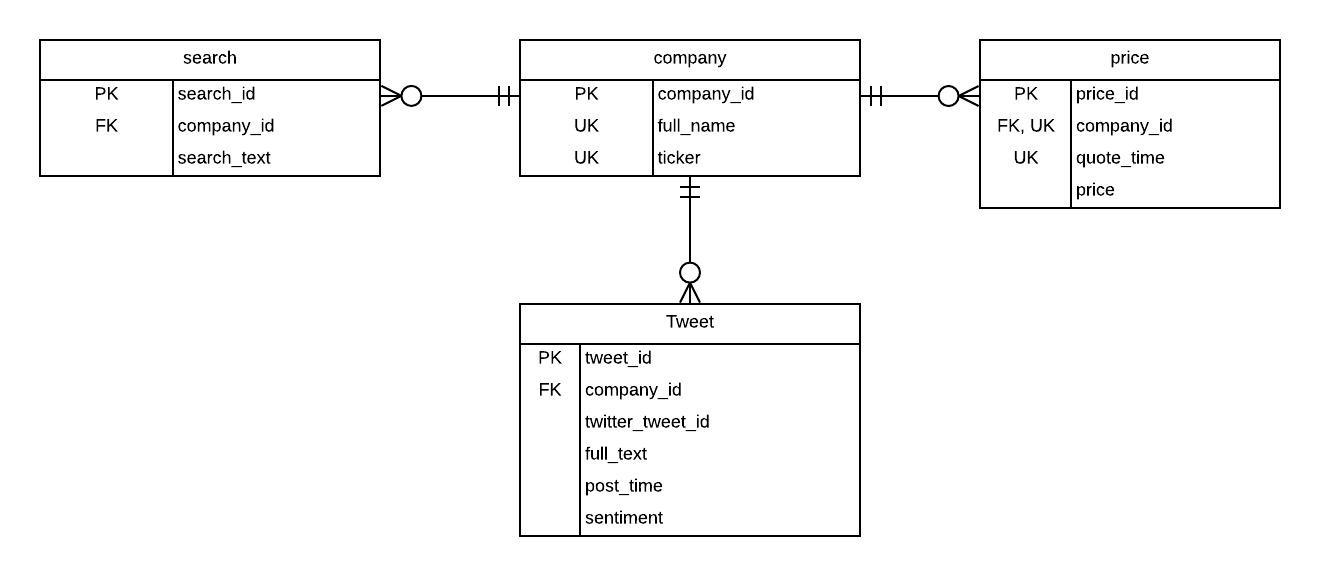 search
PK search_id
FK company_id
search_text
company
PK company_id
UK full_name
UK ticker
price
PK price_id
FK, UK company_id
UK quote_time
price
Tweet
PK tweet_id
FK company_id
twitter_tweet_id
full_text
post_time
sentiment